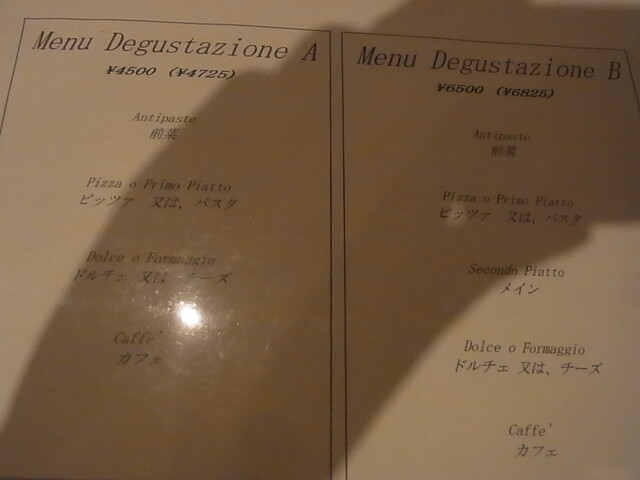 Menu Degustazione A
¥4500 (¥4725)
Antipasto
前菜
Pizza o Primo Piatto
ピッツァ 又は、パスタ
Dolce o Formaggio
ドルチェ 又は、チーズ
Caffe'
カフェ
Menu Degustazione B
¥6500 (¥6825)
Antipasto
前菜
Pizza o Primo Piatto
ピッツァ 又は、パスタ
Secondo Piatto
メイン
Dolce o Formaggio
ドルチェ 又は、チーズ
Caffe'
カフェ